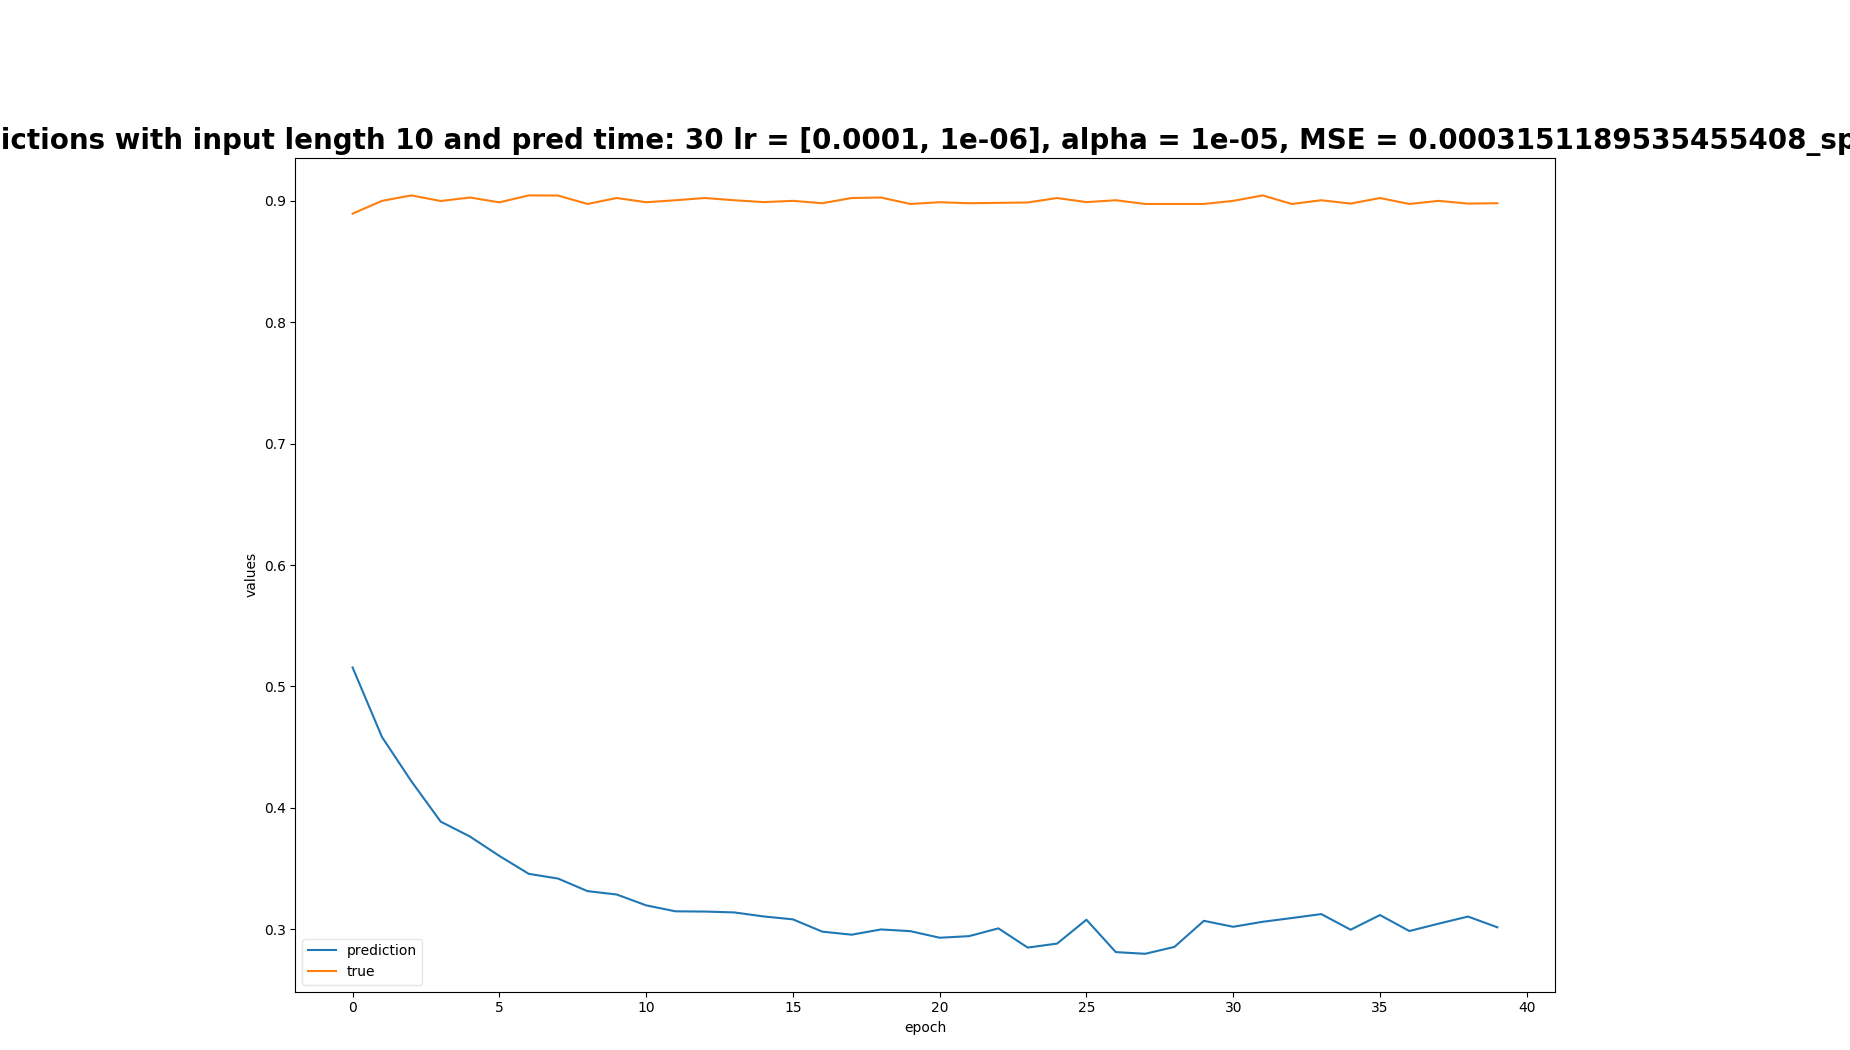 ictions with input length 10 and pred time: 30 lr = [0.0001, 1e-06], alpha = 1e-05, MSE = 0.0003151189535455408_sp
0.9
0.8
0.7
0.6
values
0.5
0.4
0.3
prediction
true
0 5 10 15 20 25 30 35 40
epoch